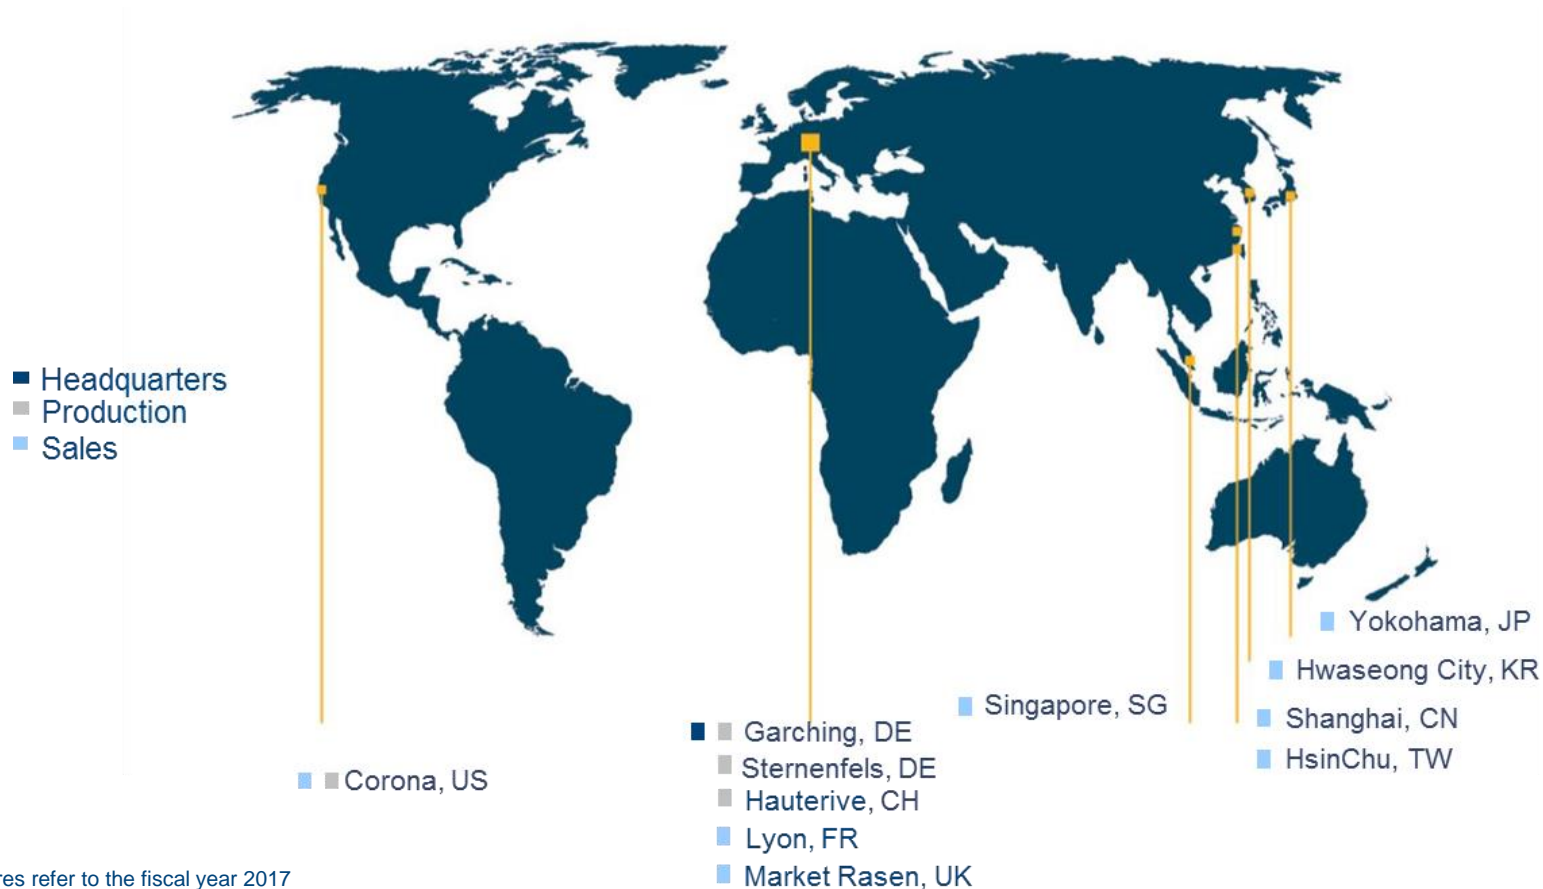 Headquarters
Production
Sales
Yokohama, JP
Hwaseong City, KR
Singapore, SG
Shanghai, CN
Garching, DE
HsinChu, TW
Sternenfels, DE
Corona, US
Hauterive, CH
Lyon, FR
Market Rasen, UK
refer to the fiscal year 2017